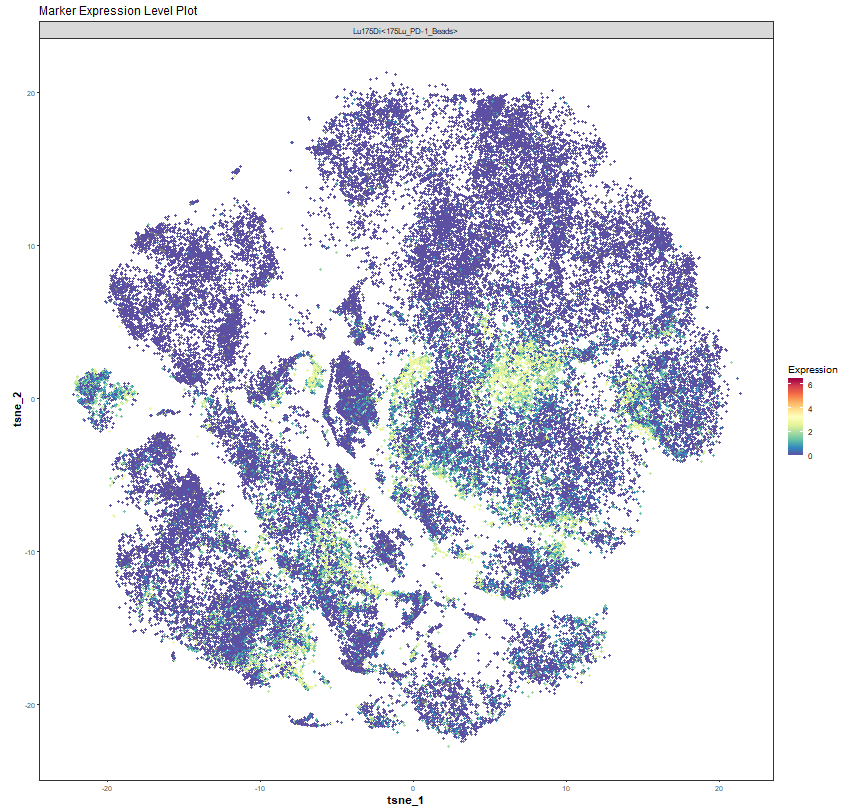 Marker Expression Level Plot
Lu175Di<175Lu_PD-1_Beads>
20
10
0
-10
-20
tsne_2
-20
-10
0
10
20
tsne_1
Expression
6
4
2
0